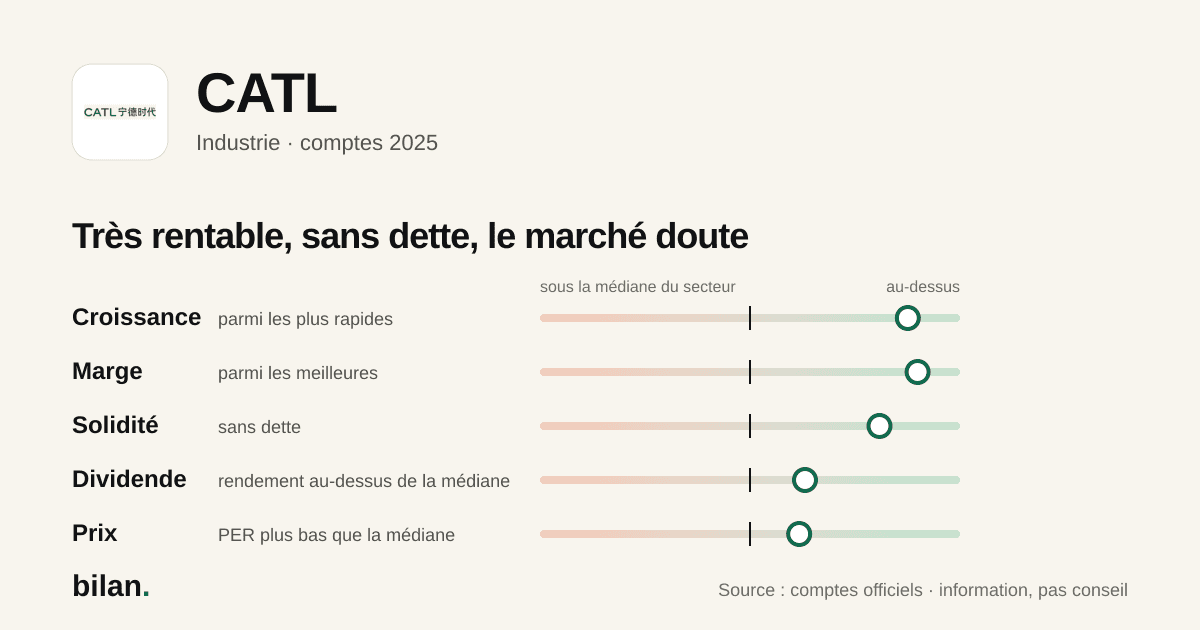 CATL 宁德时代
CATL
Industrie · comptes 2025
Très rentable, sans dette, le marché doute
sous la médiane du secteur au-dessus
Croissance parmi les plus rapides
Marge parmi les meilleures
Solidité sans dette
Dividende rendement au-dessus de la médiane
Prix PER plus bas que la médiane
bilan.
Source : comptes officiels · information, pas conseil